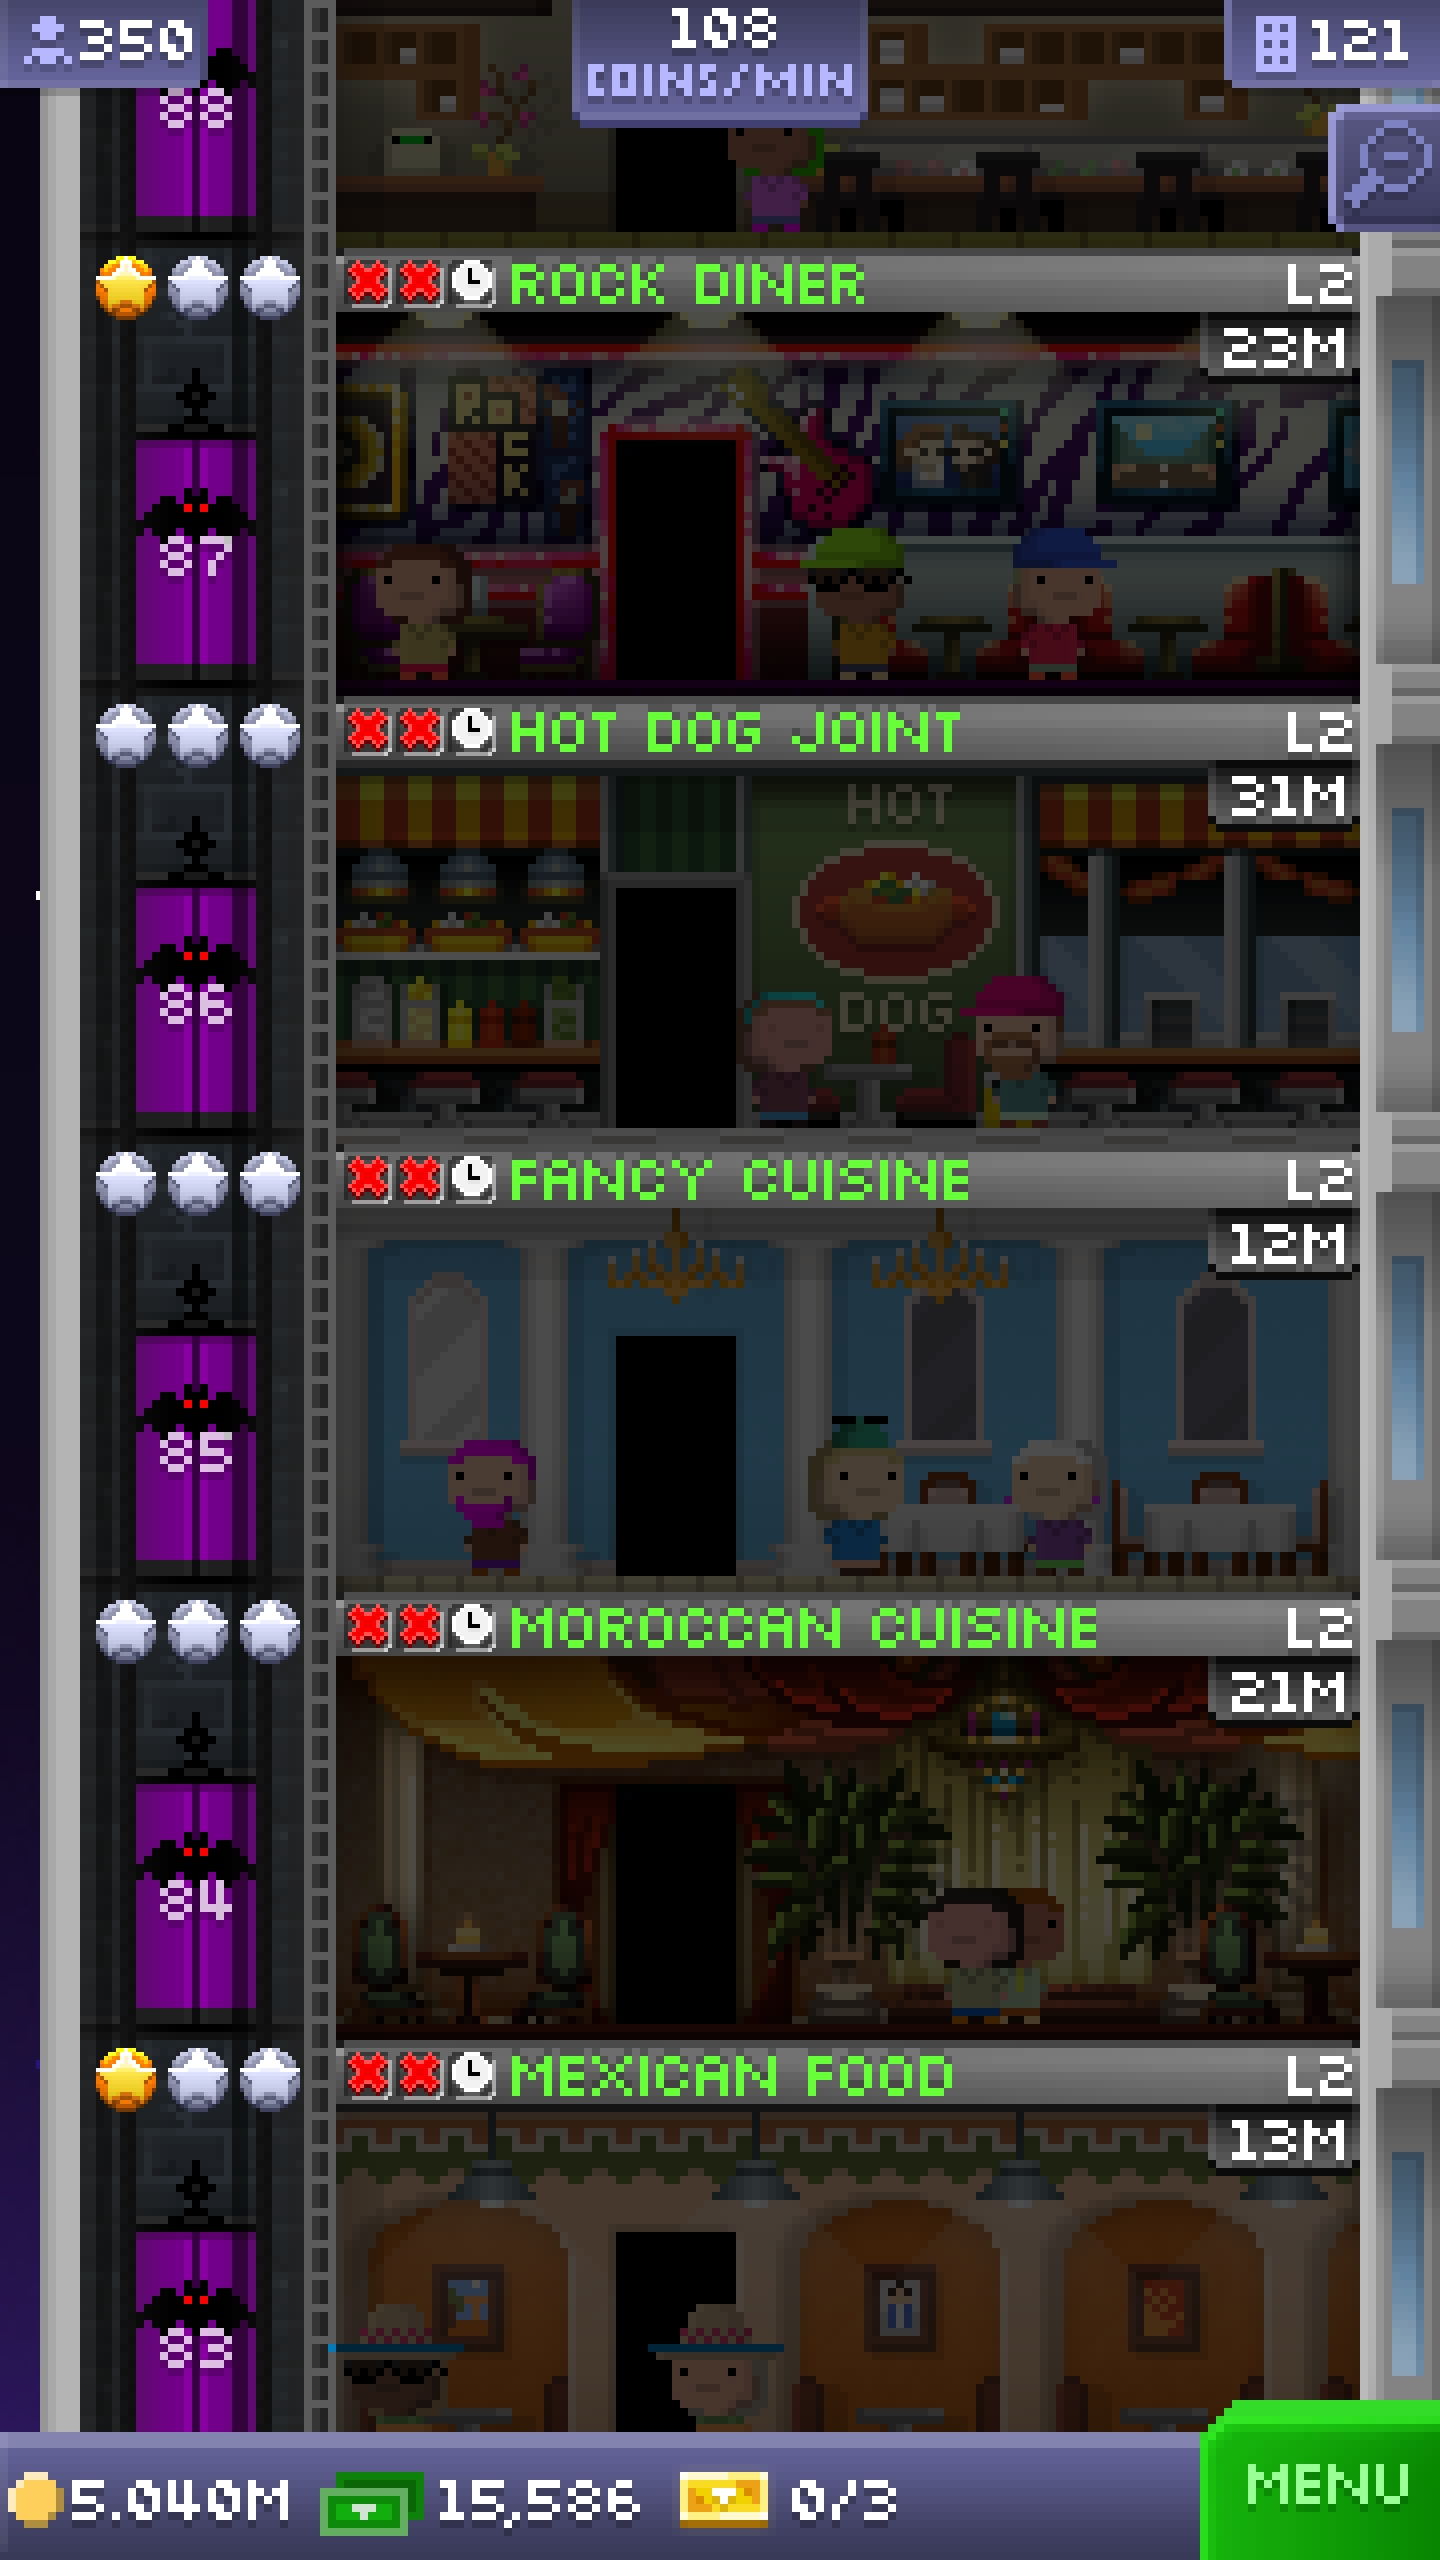 350
108
COINS/MIN
121
88
ROCK DINER L2
23M
RO
CK
87
HOT DOG JOINT L2
31M
HOT
DOG
86
FANCY CUISINE L2
12M
85
MOROCCAN CUISINE L2
21M
84
MEXICAN FOOD L2
13M
83
5.040M 15,586 0/3
MENU